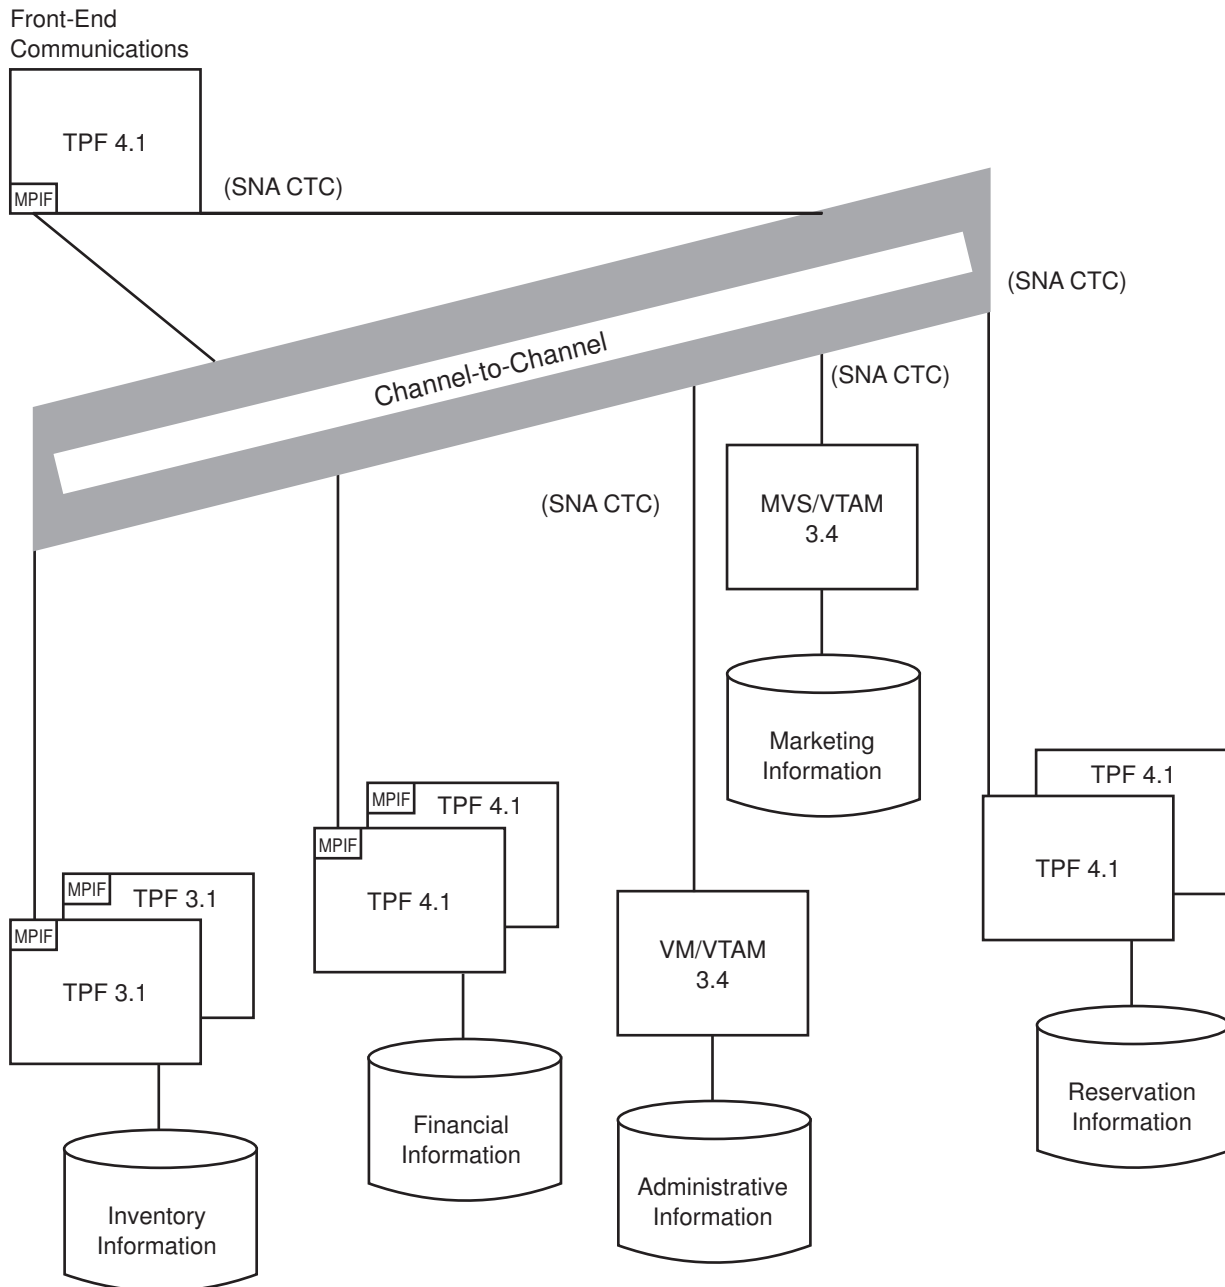 Front-End
Communications
TPF 4.1
MPIF
(SNA CTC)
(SNA CTC)
Channel-to-Channel
(SNA CTC)
(SNA CTC)
MVS/VTAM
3.4
Marketing
Information
TPF 4.1
TPF 4.1
MPIF
TPF 4.1
MPIF
TPF 4.1
MPIF
TPF 3.1
MPIF
TPF 3.1
VM/VTAM
3.4
Reservation
Information
Financial
Information
Administrative
Information
Inventory
Information